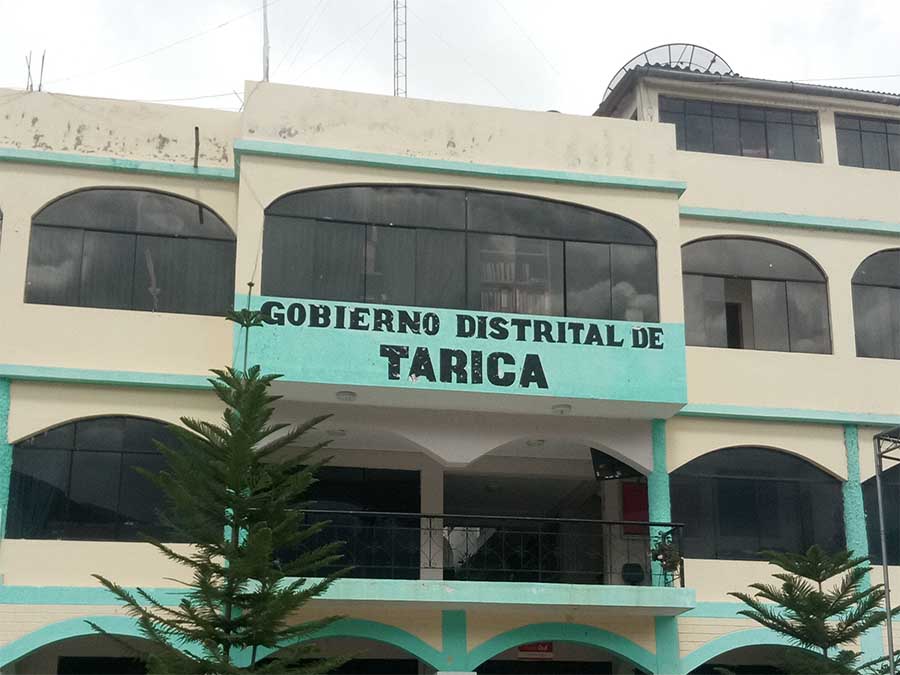 GOBIERNO DISTRITAL DE
TARICA